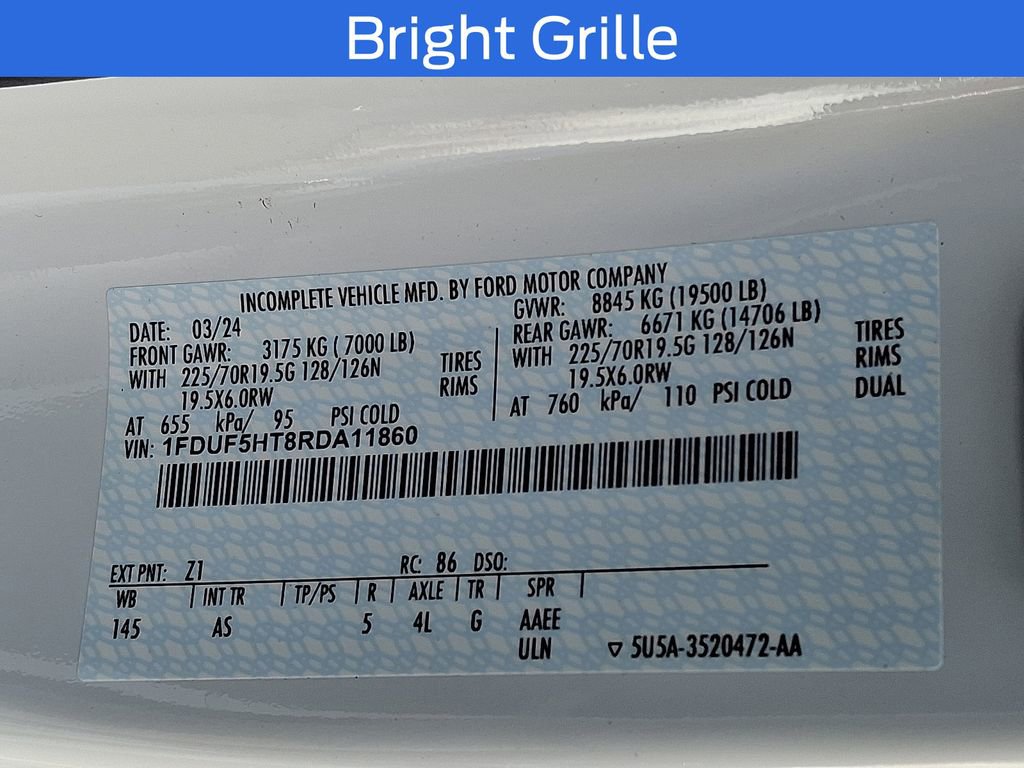 Bright Grille
INCOMPLETE VEHICLE MFD. BY FORD MOTOR COMPANY
DATE: 03/24
FRONT GAWR: 3175 KG ( 7000 LB)
WITH 225/70R19.5G 128/126N TIRES
19.5X6.0RW RIMS
AT 655 kPa/ 95 PSI COLD
GVWR: 8845 KG (19500 LB)
REAR GAWR: 6671 KG (14706 LB)
WITH 225/70R19.5G 128/126N TIRES
19.5X6.0RW RIMS
AT 760 kPa/ 110 PSI COLD DUAL
VIN: 1FDUF5HT8RDA11860
EXT PNT: Z1 RC: 86 DSO:
WB | INT TR | TP/PS | R | AXLE | TR | SPR |
145 AS 5 4L G AAEE
ULN ▽ 5U5A-3520472-AA